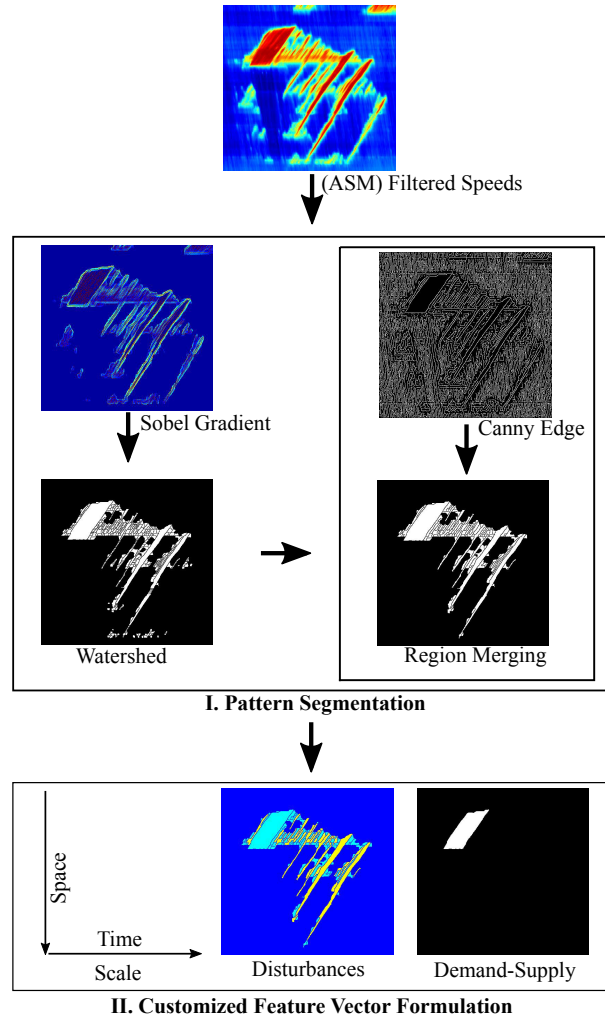 (ASM) Filtered Speeds
Sobel Gradient
Canny Edge
Watershed
Region Merging
I. Pattern Segmentation
Space
Time
Scale
Disturbances
Demand-Supply
II. Customized Feature Vector Formulation